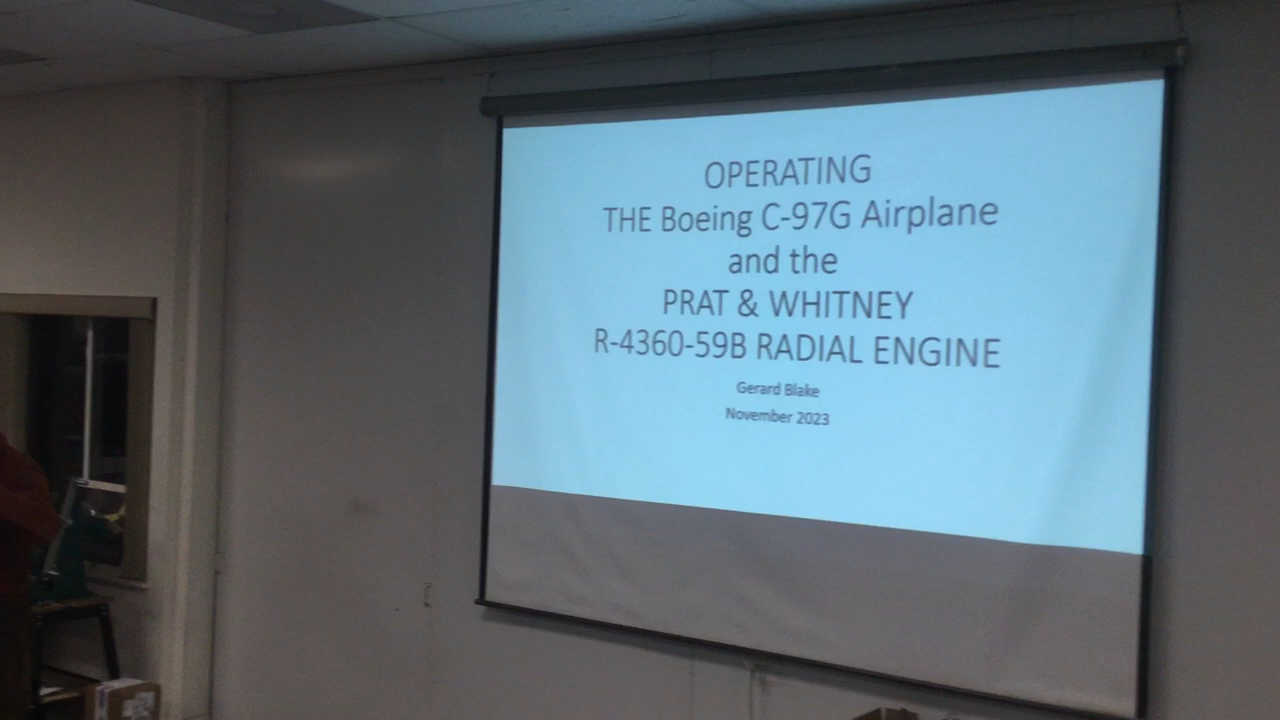 OPERATING
THE Boeing C-97G Airplane
and the
PRAT & WHITNEY
R-4360-59B RADIAL ENGINE
Gerard Blake
November 2023